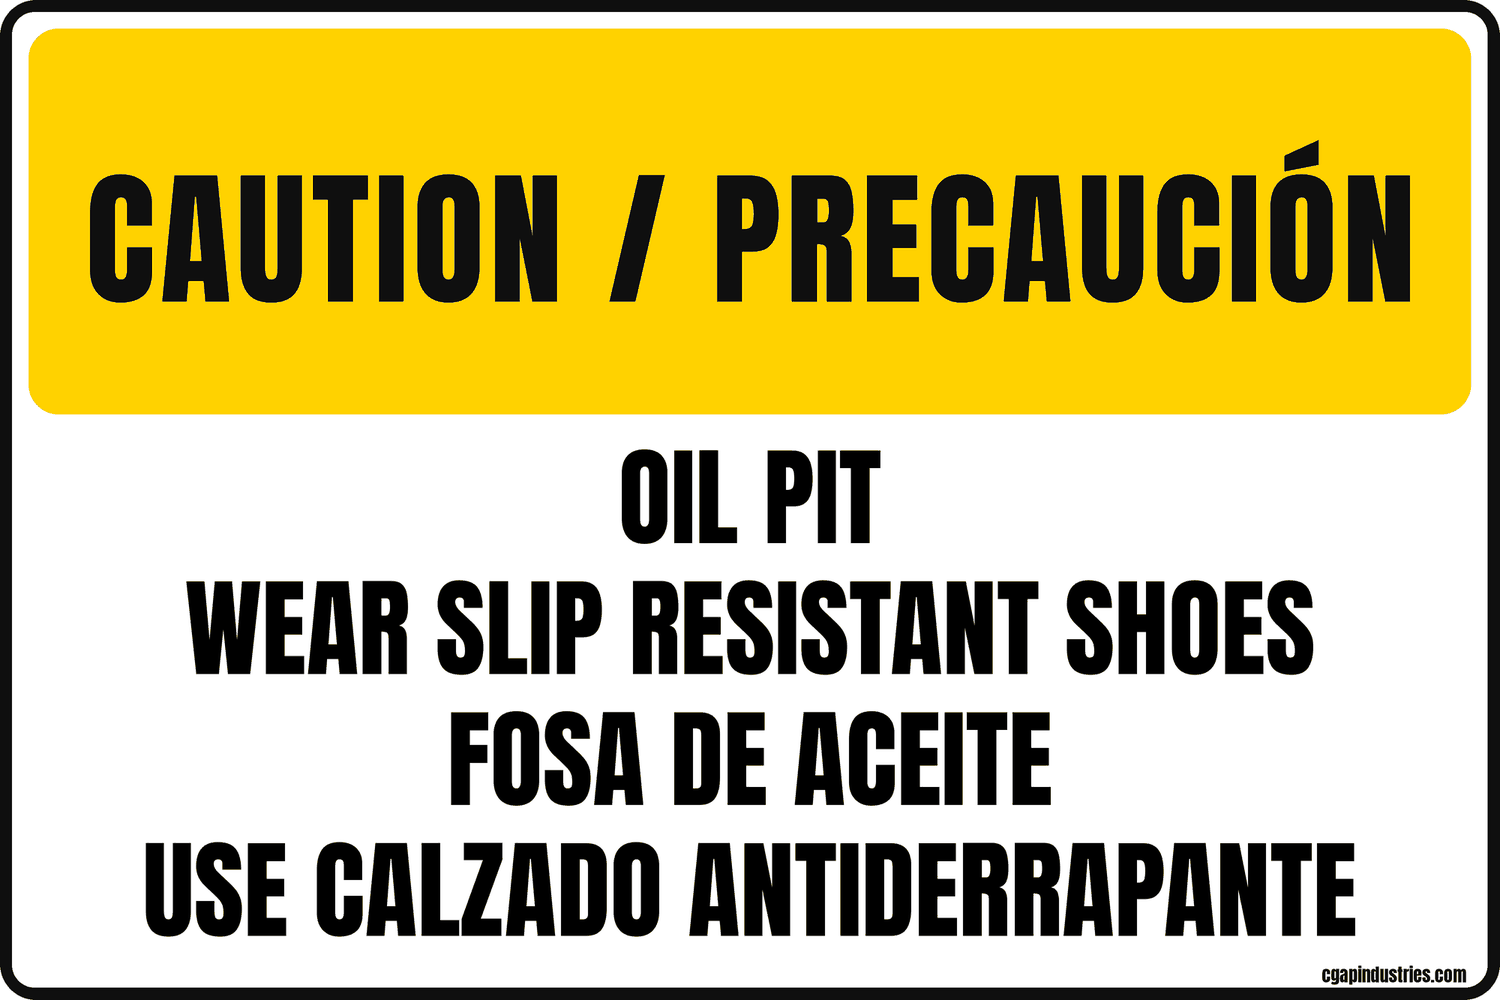 CAUTION / PRECAUCIÓN
OIL PIT
WEAR SLIP RESISTANT SHOES
FOSA DE ACEITE
USE CALZADO ANTIDERRAPANTE
cgapindustries.com